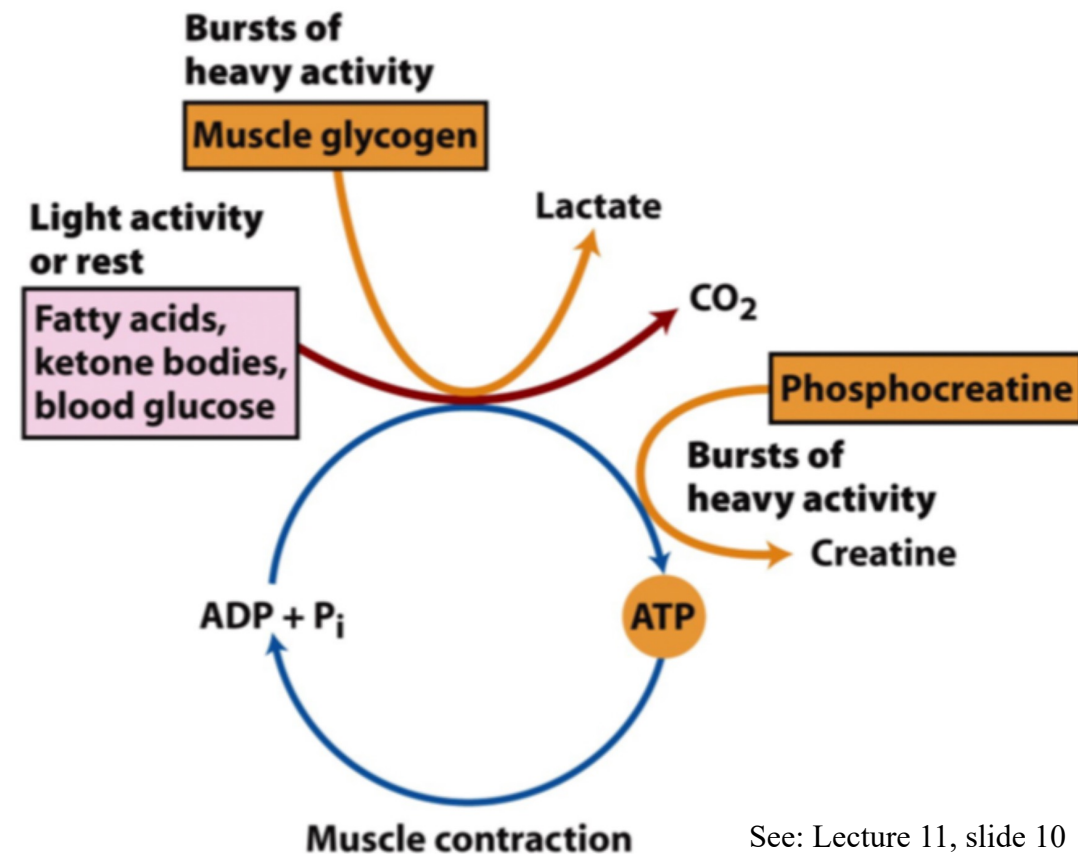 Bursts of
heavy activity
Muscle glycogen
Lactate
Light activity
or rest
Fatty acids,
ketone bodies,
blood glucose
CO₂
Phosphocreatine
Bursts of
heavy activity
Creatine
ADP + Pᵢ
ATP
Muscle contraction
See: Lecture 11, slide 10